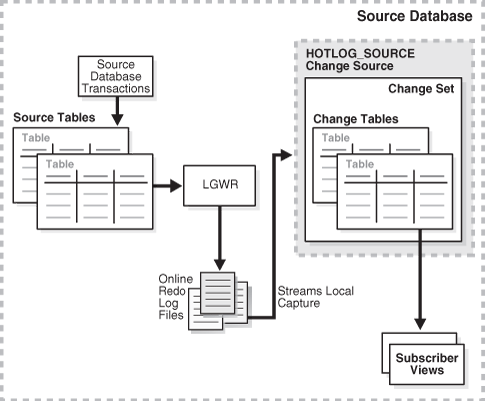 Source Database
HOTLOG_SOURCE
Change Source
Source
Database
Transactions
Change Set
Source Tables
Change Tables
Table
Table
Table
Table
LGWR
Online
Redo
Log
Files
Streams Local
Capture
Subscriber
Views